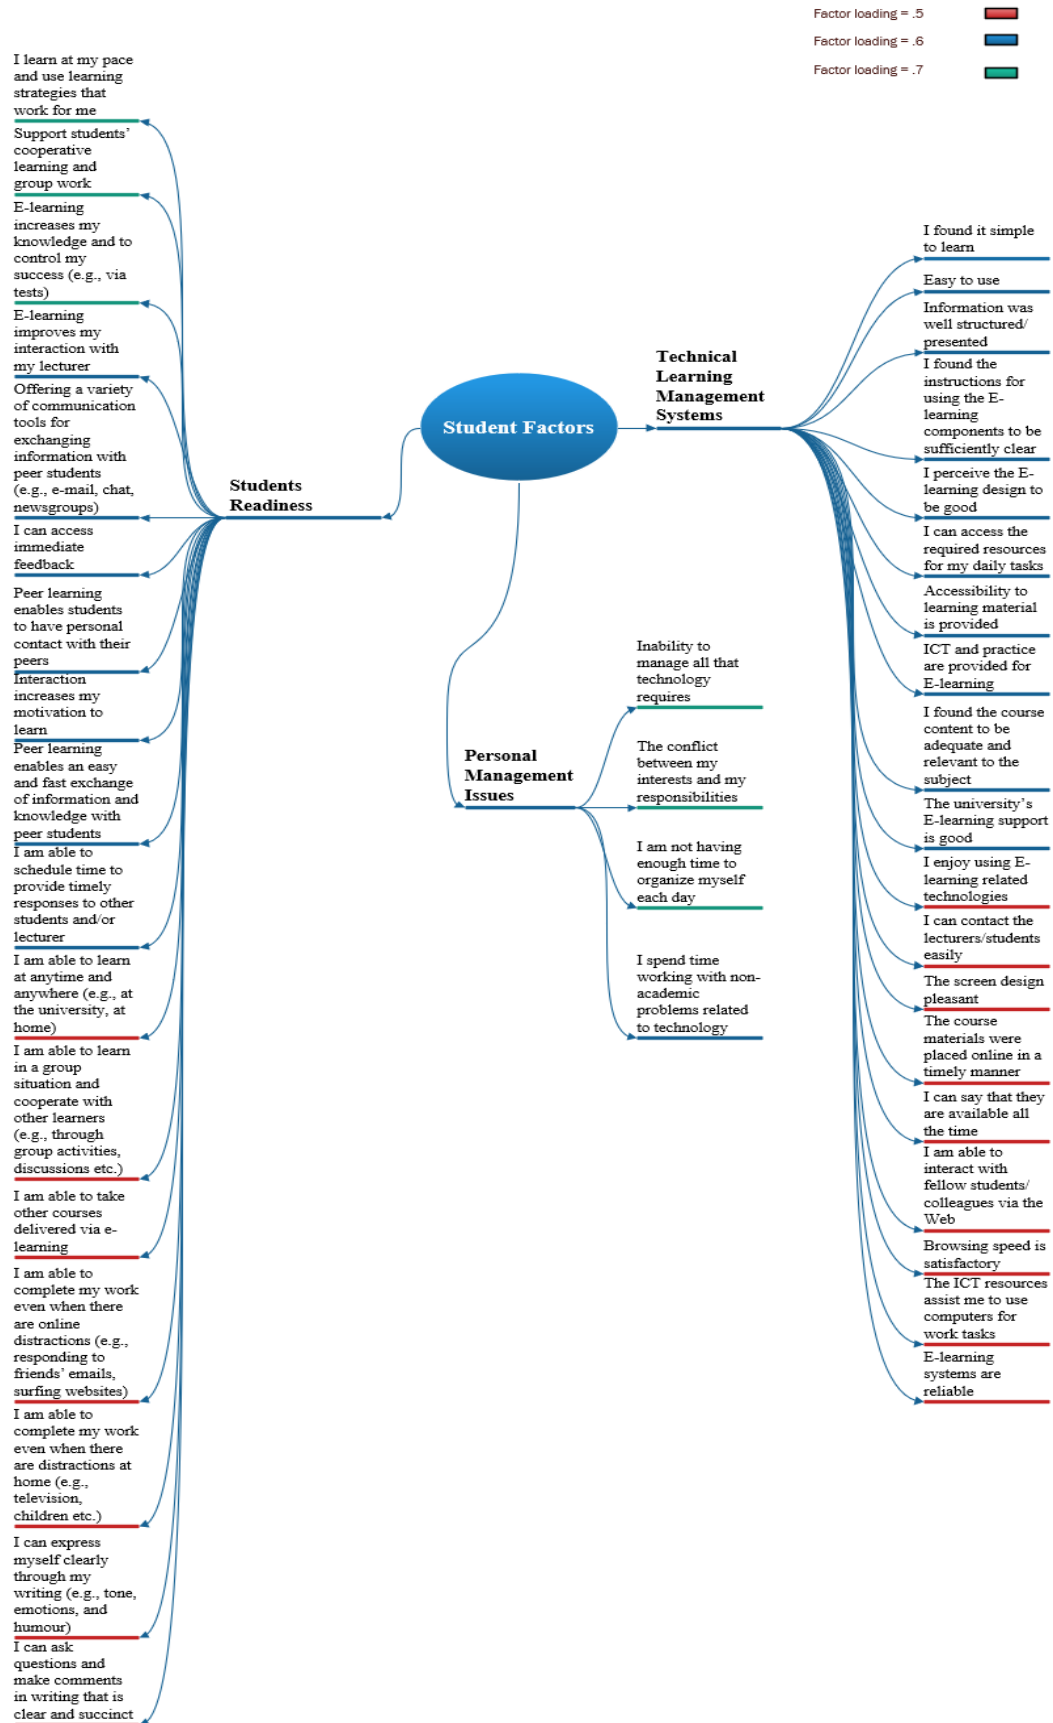 Factor loading = .5
Factor loading = .6
Factor loading = .7
I learn at my pace
and use learning
strategies that
work for me
Support students'
cooperative
learning and
group work
E-learning
increases my
knowledge and to
control my
success (e.g., via
tests)
E-learning
improves my
interaction with
my lecturer
Offering a variety
of communication
tools for
exchanging
information with
peer students
(e.g., e-mail, chat,
newsgroups)
I can access
immediate
feedback
Peer learning
enables students
to have personal
contact with their
peers
Interaction
increases my
motivation to
learn
Peer learning
enables an easy
and fast exchange
of information and
knowledge with
peer students
I am able to
schedule time to
provide timely
responses to other
students and/or
lecturer
I am able to learn
at anytime and
anywhere (e.g., at
the university, at
home)
I am able to learn
in a group
situation and
cooperate with
other learners
(e.g., through
group activities,
discussions etc.)
I am able to take
other courses
delivered via e-
learning
I am able to
complete my work
even when there
are online
distractions (e.g.,
responding to
friends' emails,
surfing websites)
I am able to
complete my work
even when there
are distractions at
home (e.g.,
television,
children etc.)
I can express
myself clearly
through my
writing (e.g., tone,
emotions, and
humour)
I can ask
questions and
make comments
in writing that is
clear and succinct
Students
Readiness
Student Factors
Personal
Management
Issues
Inability to
manage all that
technology
requires
The conflict
between my
interests and my
responsibilities
I am not having
enough time to
organize myself
each day
I spend time
working with non-
academic
problems related
to technology
Technical
Learning
Management
Systems
I found it simple
to learn
Easy to use
Information was
well structured/
presented
I found the
instructions for
using the E-
learning
components to be
sufficiently clear
I perceive the E-
learning design to
be good
I can access the
required resources
for my daily tasks
Accessibility to
learning material
is provided
ICT and practice
are provided for
E-learning
I found the course
content to be
adequate and
relevant to the
subject
The university's
E-learning support
is good
I enjoy using E-
learning related
technologies
I can contact the
lecturers/students
easily
The screen design
pleasant
The course
materials were
placed online in a
timely manner
I can say that they
are available all
the time
I am able to
interact with
fellow students/
colleagues via the
Web
Browsing speed is
satisfactory
The ICT resources
assist me to use
computers for
work tasks
E-learning
systems are
reliable